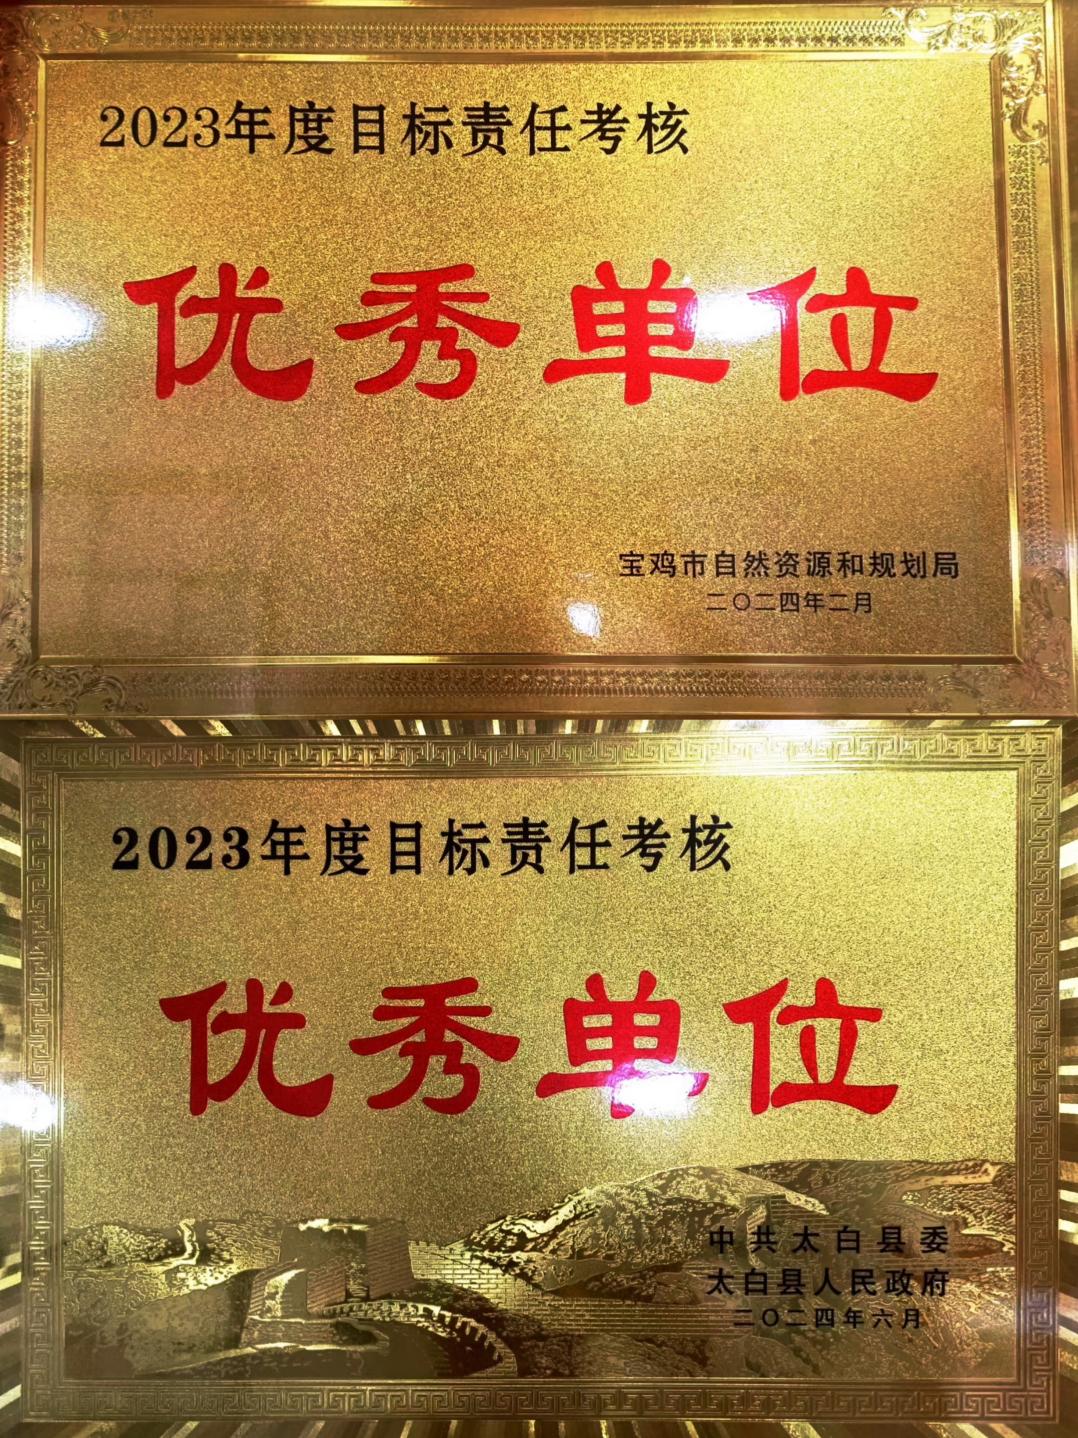 2023年度目标责任考核
优秀单位
宝鸡市自然资源和规划局
二〇二四年二月
2023年度目标责任考核
优秀单位
中共太白县委
太白县人民政府
二〇二四年六月